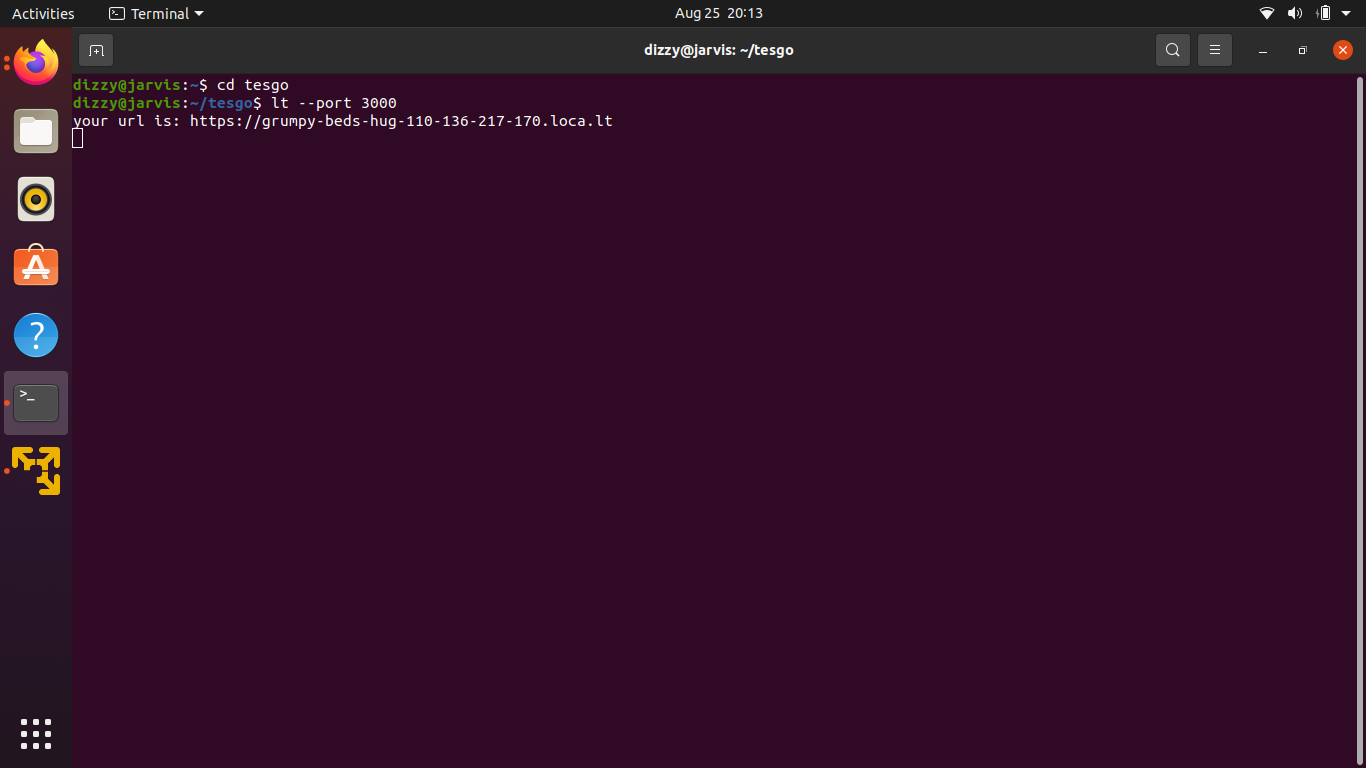 Activities
Terminal
Aug 25 20:13
dizzy@jarvis: ~/tesgo
dizzy@jarvis:~$ cd tesgo
dizzy@jarvis:~/tesgo$ lt --port 3000
your url is: https://grumpy-beds-hug-110-136-217-170.loca.lt